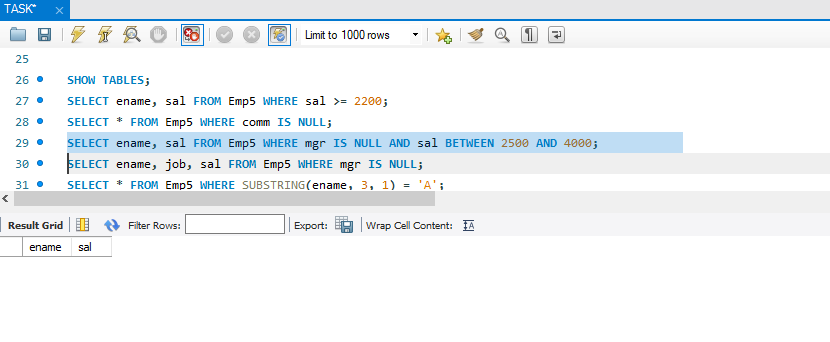 TASK*
Limit to 1000 rows
25
26 SHOW TABLES;
27 SELECT ename, sal FROM Emp5 WHERE sal >= 2200;
28 SELECT * FROM Emp5 WHERE comm IS NULL;
29 SELECT ename, sal FROM Emp5 WHERE mgr IS NULL AND sal BETWEEN 2500 AND 4000;
30 SELECT ename, job, sal FROM Emp5 WHERE mgr IS NULL;
31 SELECT * FROM Emp5 WHERE SUBSTRING(ename, 3, 1) = 'A';
Result Grid Filter Rows: Export: Wrap Cell Content:
ename sal